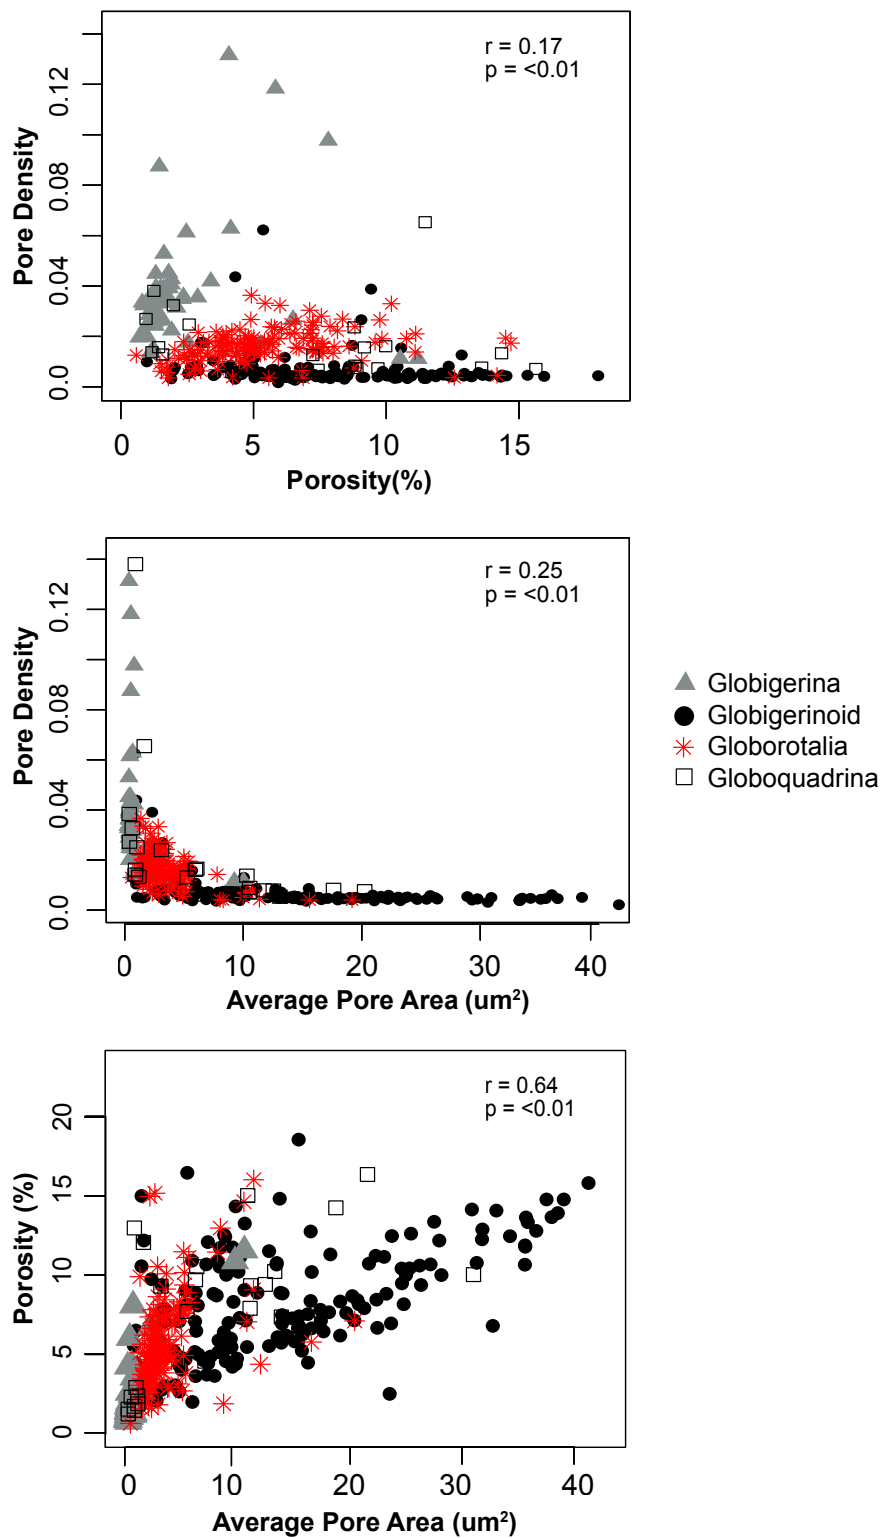 r = 0.17
p = <0.01
Pore Density
0.0
0.04
0.08
0.12
0
5
10
15
Porosity(%)
r = 0.25
p = <0.01
Pore Density
0.0
0.04
0.08
0.12
0
10
20
30
40
Average Pore Area (um²)
Globigerina
Globigerinoid
Globorotalia
Globoquadrina
r = 0.64
p = <0.01
Porosity (%)
0
5
10
15
20
0
10
20
30
40
Average Pore Area (um²)